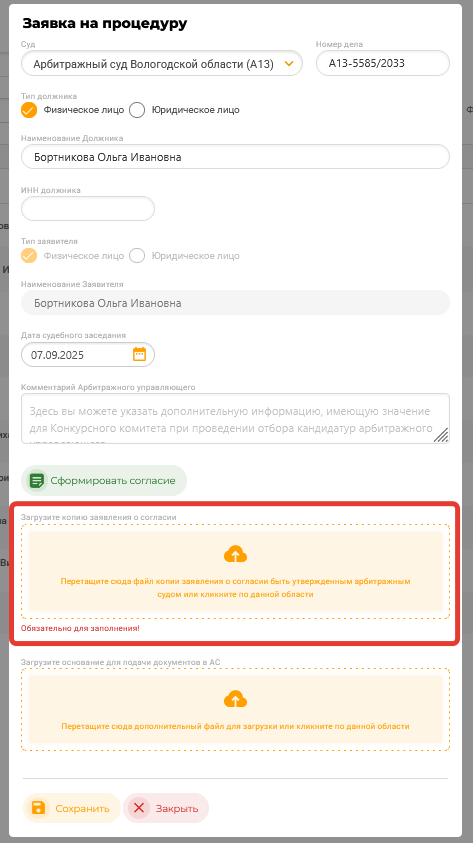 Заявка на процедуру
Суд
Номер дела
Арбитражный суд Вологодской области (А13)
А13-5585/2033
Тип должника
Физическое лицо
Юридическое лицо
Наименование Должника
Бортникова Ольга Ивановна
ИНН должника
Тип заявителя
Физическое лицо
Юридическое лицо
Наименование Заявителя
Бортникова Ольга Ивановна
Дата судебного заседания
07.09.2025
Комментарий Арбитражного управляющего
Здесь вы можете указать дополнительную информацию, имеющую значение
для Конкурсного комитета при проведении отбора кандидатур арбитражного
Сформировать согласие
Загрузите копию заявления о согласии
Перетащите сюда файл копии заявления о согласии быть утвержденным арбитражным
судом или кликните по данной области
Обязательно для заполнения!
Загрузите основание для подачи документов в АС
Перетащите сюда дополнительный файл для загрузки или кликните по данной области
Сохранить
Закрыть